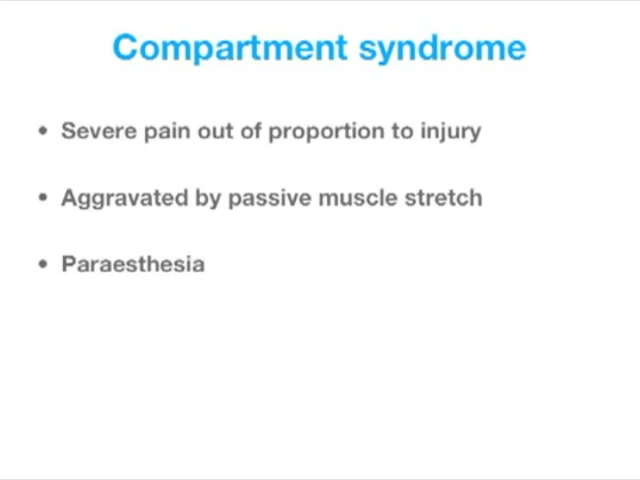 Compartment syndrome
• Severe pain out of proportion to injury
• Aggravated by passive muscle stretch
• Paraesthesia